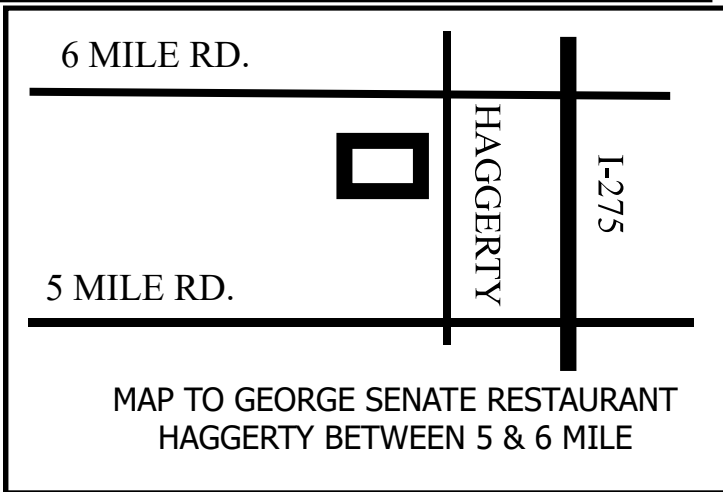 6 MILE RD.
HAGGERTY
I-275
5 MILE RD.
MAP TO GEORGE SENATE RESTAURANT
HAGGERTY BETWEEN 5 & 6 MILE